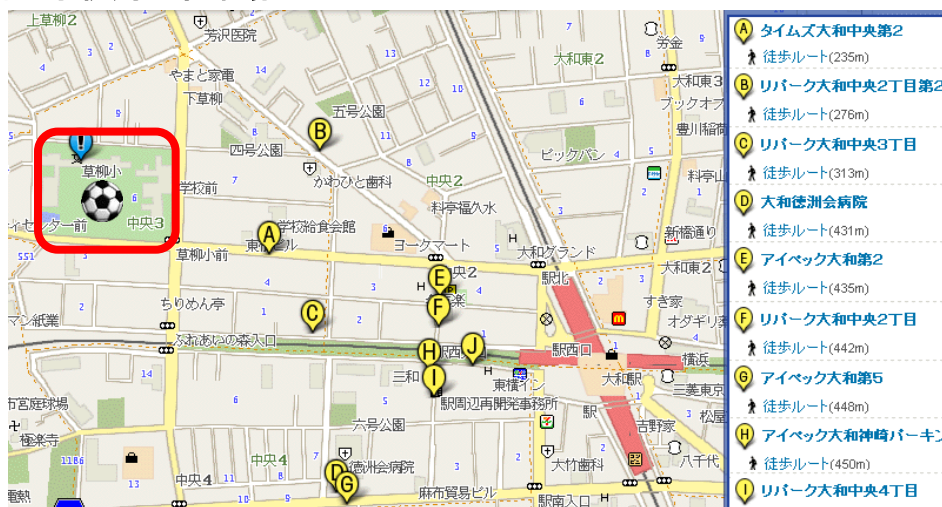 上草柳2
芳沢医院
労金
大和東2
やまと家電
下草柳
大和東3
ブックオフ
五号公園
豊川稲荷
四号公園
ビックバン
草柳小
かわひと歯科
中央2
料亭山
学校前
料亭福久水
中央3
学校給食会館
新橋通り
草柳小前
ヨークマート
大和グランド
駅北
大和東2
ちりめん亭
すき家
オダギリ
ふれあいの森入口
駅西口
横浜
三和
東横イン
大和駅
三菱東京
駅周辺再開発事務所
市宮庭球場
六号公園
吉野家
松屋
極楽寺
中央4
中央4
徳洲会病院
大竹歯科
八千代
麻布貿易ビル
駅南入口
A タイムズ大和中央第2
徒歩ルート(235m)
B リパーク大和中央2丁目第2
徒歩ルート(276m)
C リパーク大和中央3丁目
徒歩ルート(313m)
D 大和徳洲会病院
徒歩ルート(431m)
E アイペック大和第2
徒歩ルート(435m)
F リパーク大和中央2丁目
徒歩ルート(442m)
G アイペック大和第5
徒歩ルート(448m)
H アイペック大和神崎パーキン
徒歩ルート(450m)
I リパーク大和中央4丁目